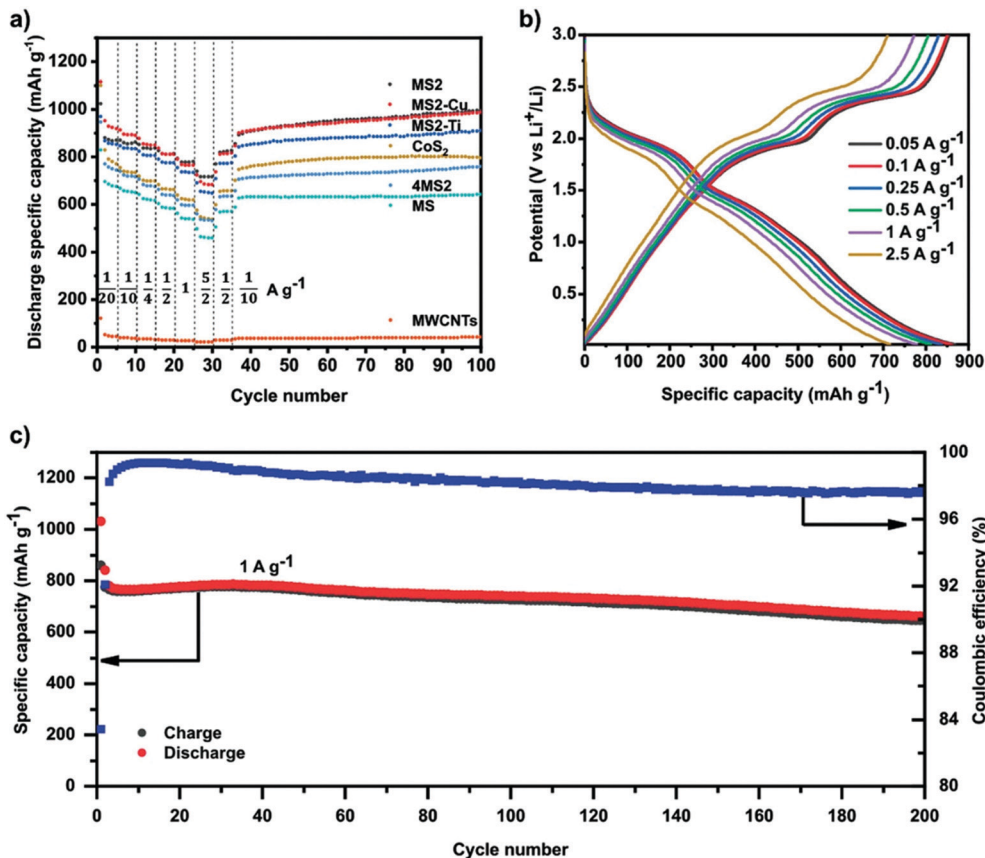 a)
Discharge specific capacity (mAh g⁻¹)
1200
1000
800
600
400
200
0
MS2
MS2-Cu
MS2-Ti
CoS₂
4MS2
MS
1/20 1/10 1/4 1/2 1 5/2 1/2 1/10 A g⁻¹
MWCNTs
0 20 40 60 80 100
Cycle number
b)
Potential (V vs Li⁺/Li)
3.0
2.5
2.0
1.5
1.0
0.5
0.05 A g⁻¹
0.1 A g⁻¹
0.25 A g⁻¹
0.5 A g⁻¹
1 A g⁻¹
2.5 A g⁻¹
0 100 200 300 400 500 600 700 800 900
Specific capacity (mAh g⁻¹)
c)
Specific capacity (mAh g⁻¹)
1200
1000
800
600
400
200
0
1 A g⁻¹
Charge
Discharge
100
96
92
88
84
80
Coulombic efficiency (%)
0 20 40 60 80 100 120 140 160 180 200
Cycle number